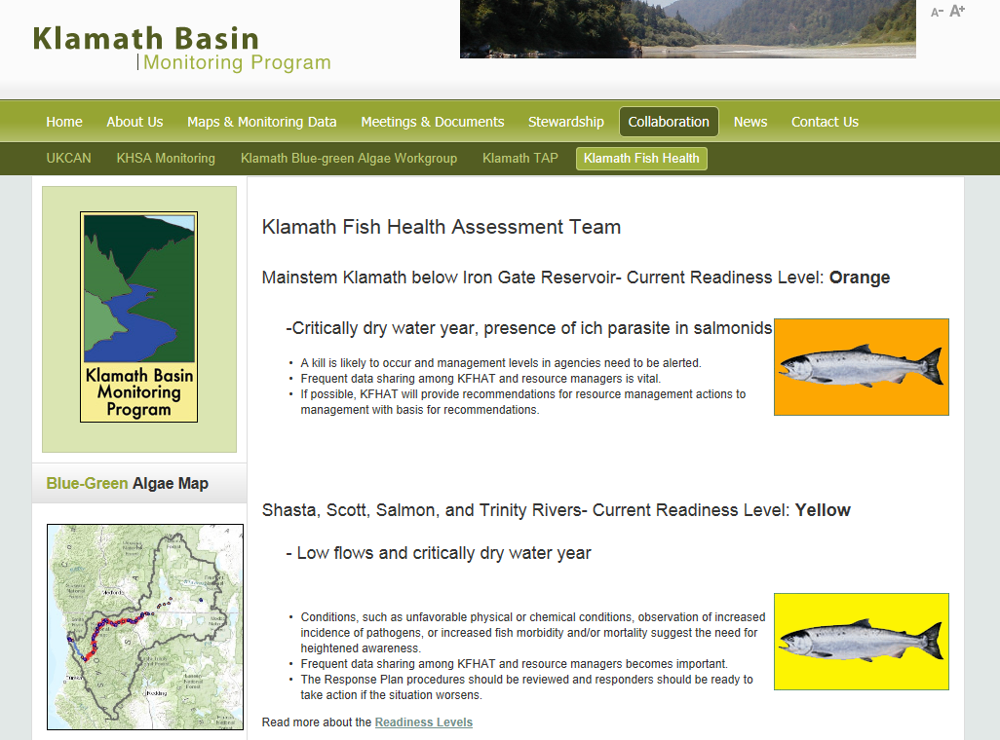 Klamath Basin
Monitoring Program
A- A+
Home About Us Maps & Monitoring Data Meetings & Documents Stewardship Collaboration News Contact Us
UKCAN KHSA Monitoring Klamath Blue-green Algae Workgroup Klamath TAP Klamath Fish Health
Klamath Basin
Monitoring
Program
Blue-Green Algae Map
Medford
Redding
Klamath Fish Health Assessment Team
Mainstem Klamath below Iron Gate Reservoir- Current Readiness Level: Orange
-Critically dry water year, presence of ich parasite in salmonids
• A kill is likely to occur and management levels in agencies need to be alerted.
• Frequent data sharing among KFHAT and resource managers is vital.
• If possible, KFHAT will provide recommendations for resource management actions to
management with basis for recommendations.
Shasta, Scott, Salmon, and Trinity Rivers- Current Readiness Level: Yellow
- Low flows and critically dry water year
• Conditions, such as unfavorable physical or chemical conditions, observation of increased
incidence of pathogens, or increased fish morbidity and/or mortality suggest the need for
heightened awareness.
• Frequent data sharing among KFHAT and resource managers becomes important.
• The Response Plan procedures should be reviewed and responders should be ready to
take action if the situation worsens.
Read more about the Readiness Levels